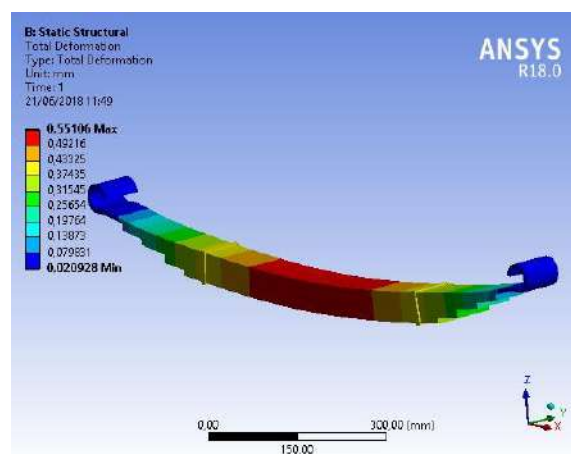 B: Static Structural
Total Deformation
Type: Total Deformation
Unit: mm
Time: 1
21/06/2018 11:49
ANSYS
R18.0
0,55106 Max
0,49216
0,43325
0,37435
0,31545
0,25654
0,19764
0,13873
0,079831
0,020928 Min
Z
Y
X
0,00
300,00 (mm)
150,00